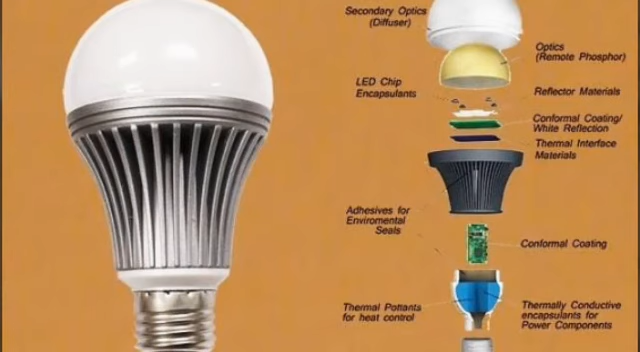 Secondary Optics
(Diffuser)
Optics
(Remote Phosphor)
LED Chip
Encapsulants
Reflector Materials
Conformal Coating/
White Reflection
Thermal Interface
Materials
Adhesives for
Enviromental
Seals
Conformal Coating
Thermal Pottants
for heat control
Thermally Conductive
encapsulants for
Power Components